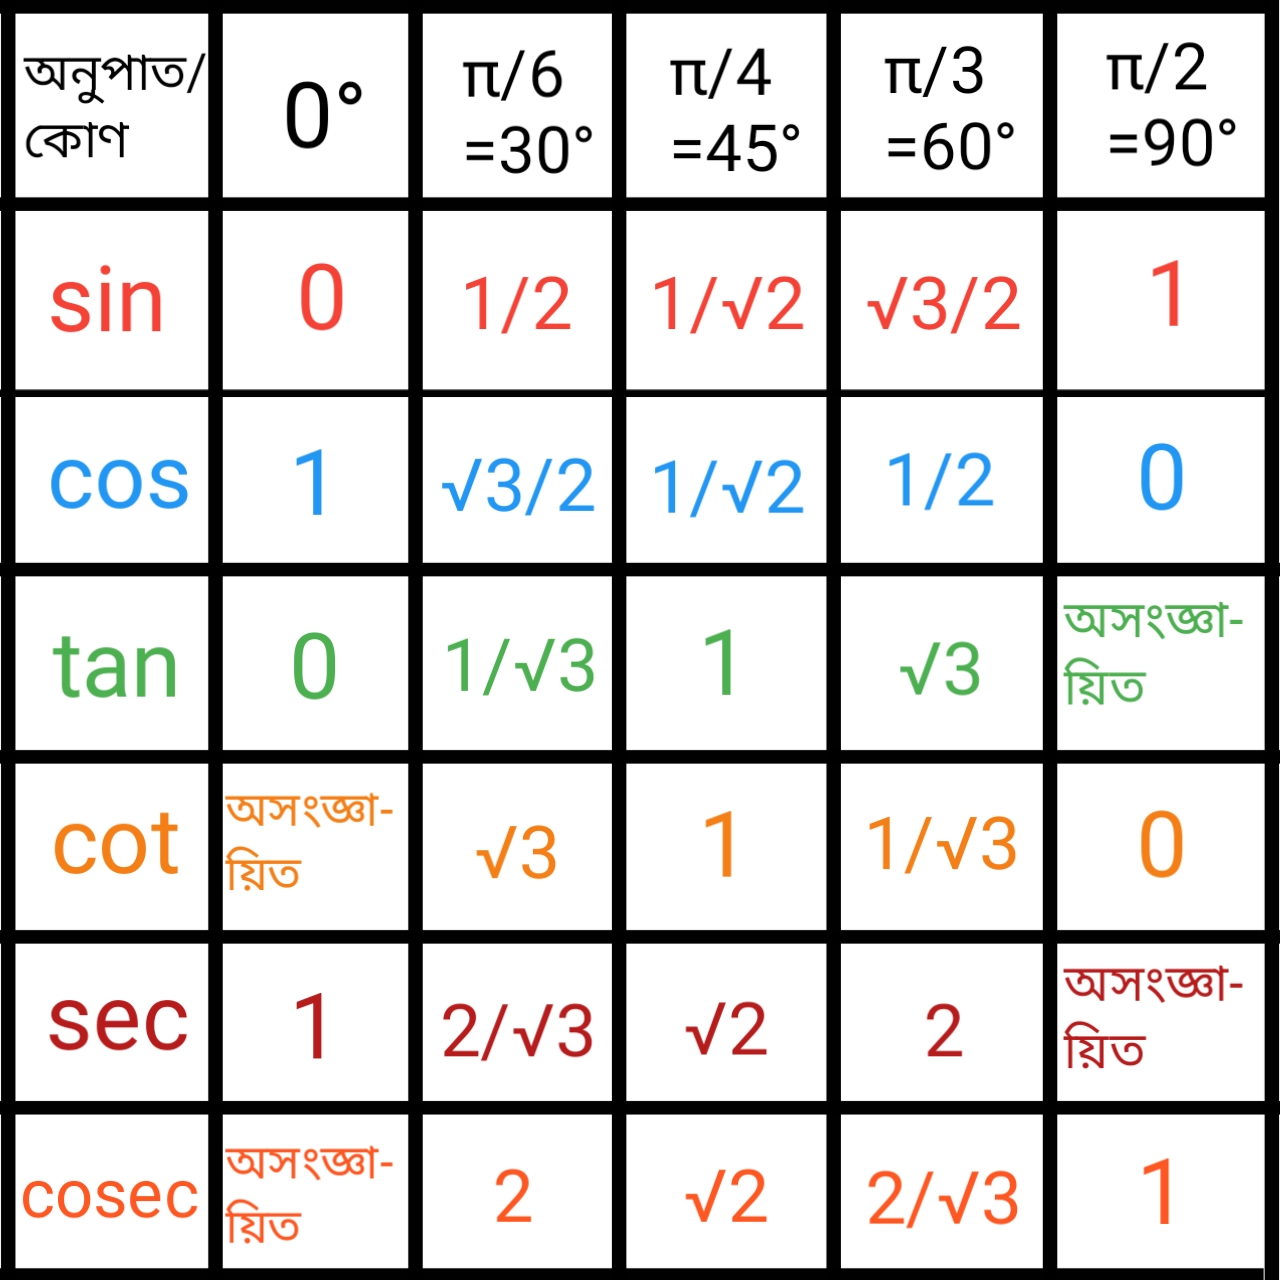 অনুপাত/
কোণ
0°
π/6
=30°
π/4
=45°
π/3
=60°
π/2
=90°
sin 0 1/2 1/√2 √3/2 1
cos 1 √3/2 1/√2 1/2 0
tan 0 1/√3 1 √3 অসংজ্ঞা-
য়িত
cot অসংজ্ঞা-
য়িত
√3 1 1/√3 0
sec 1 2/√3 √2 2 অসংজ্ঞা-
য়িত
cosec অসংজ্ঞা-
য়িত
2 √2 2/√3 1